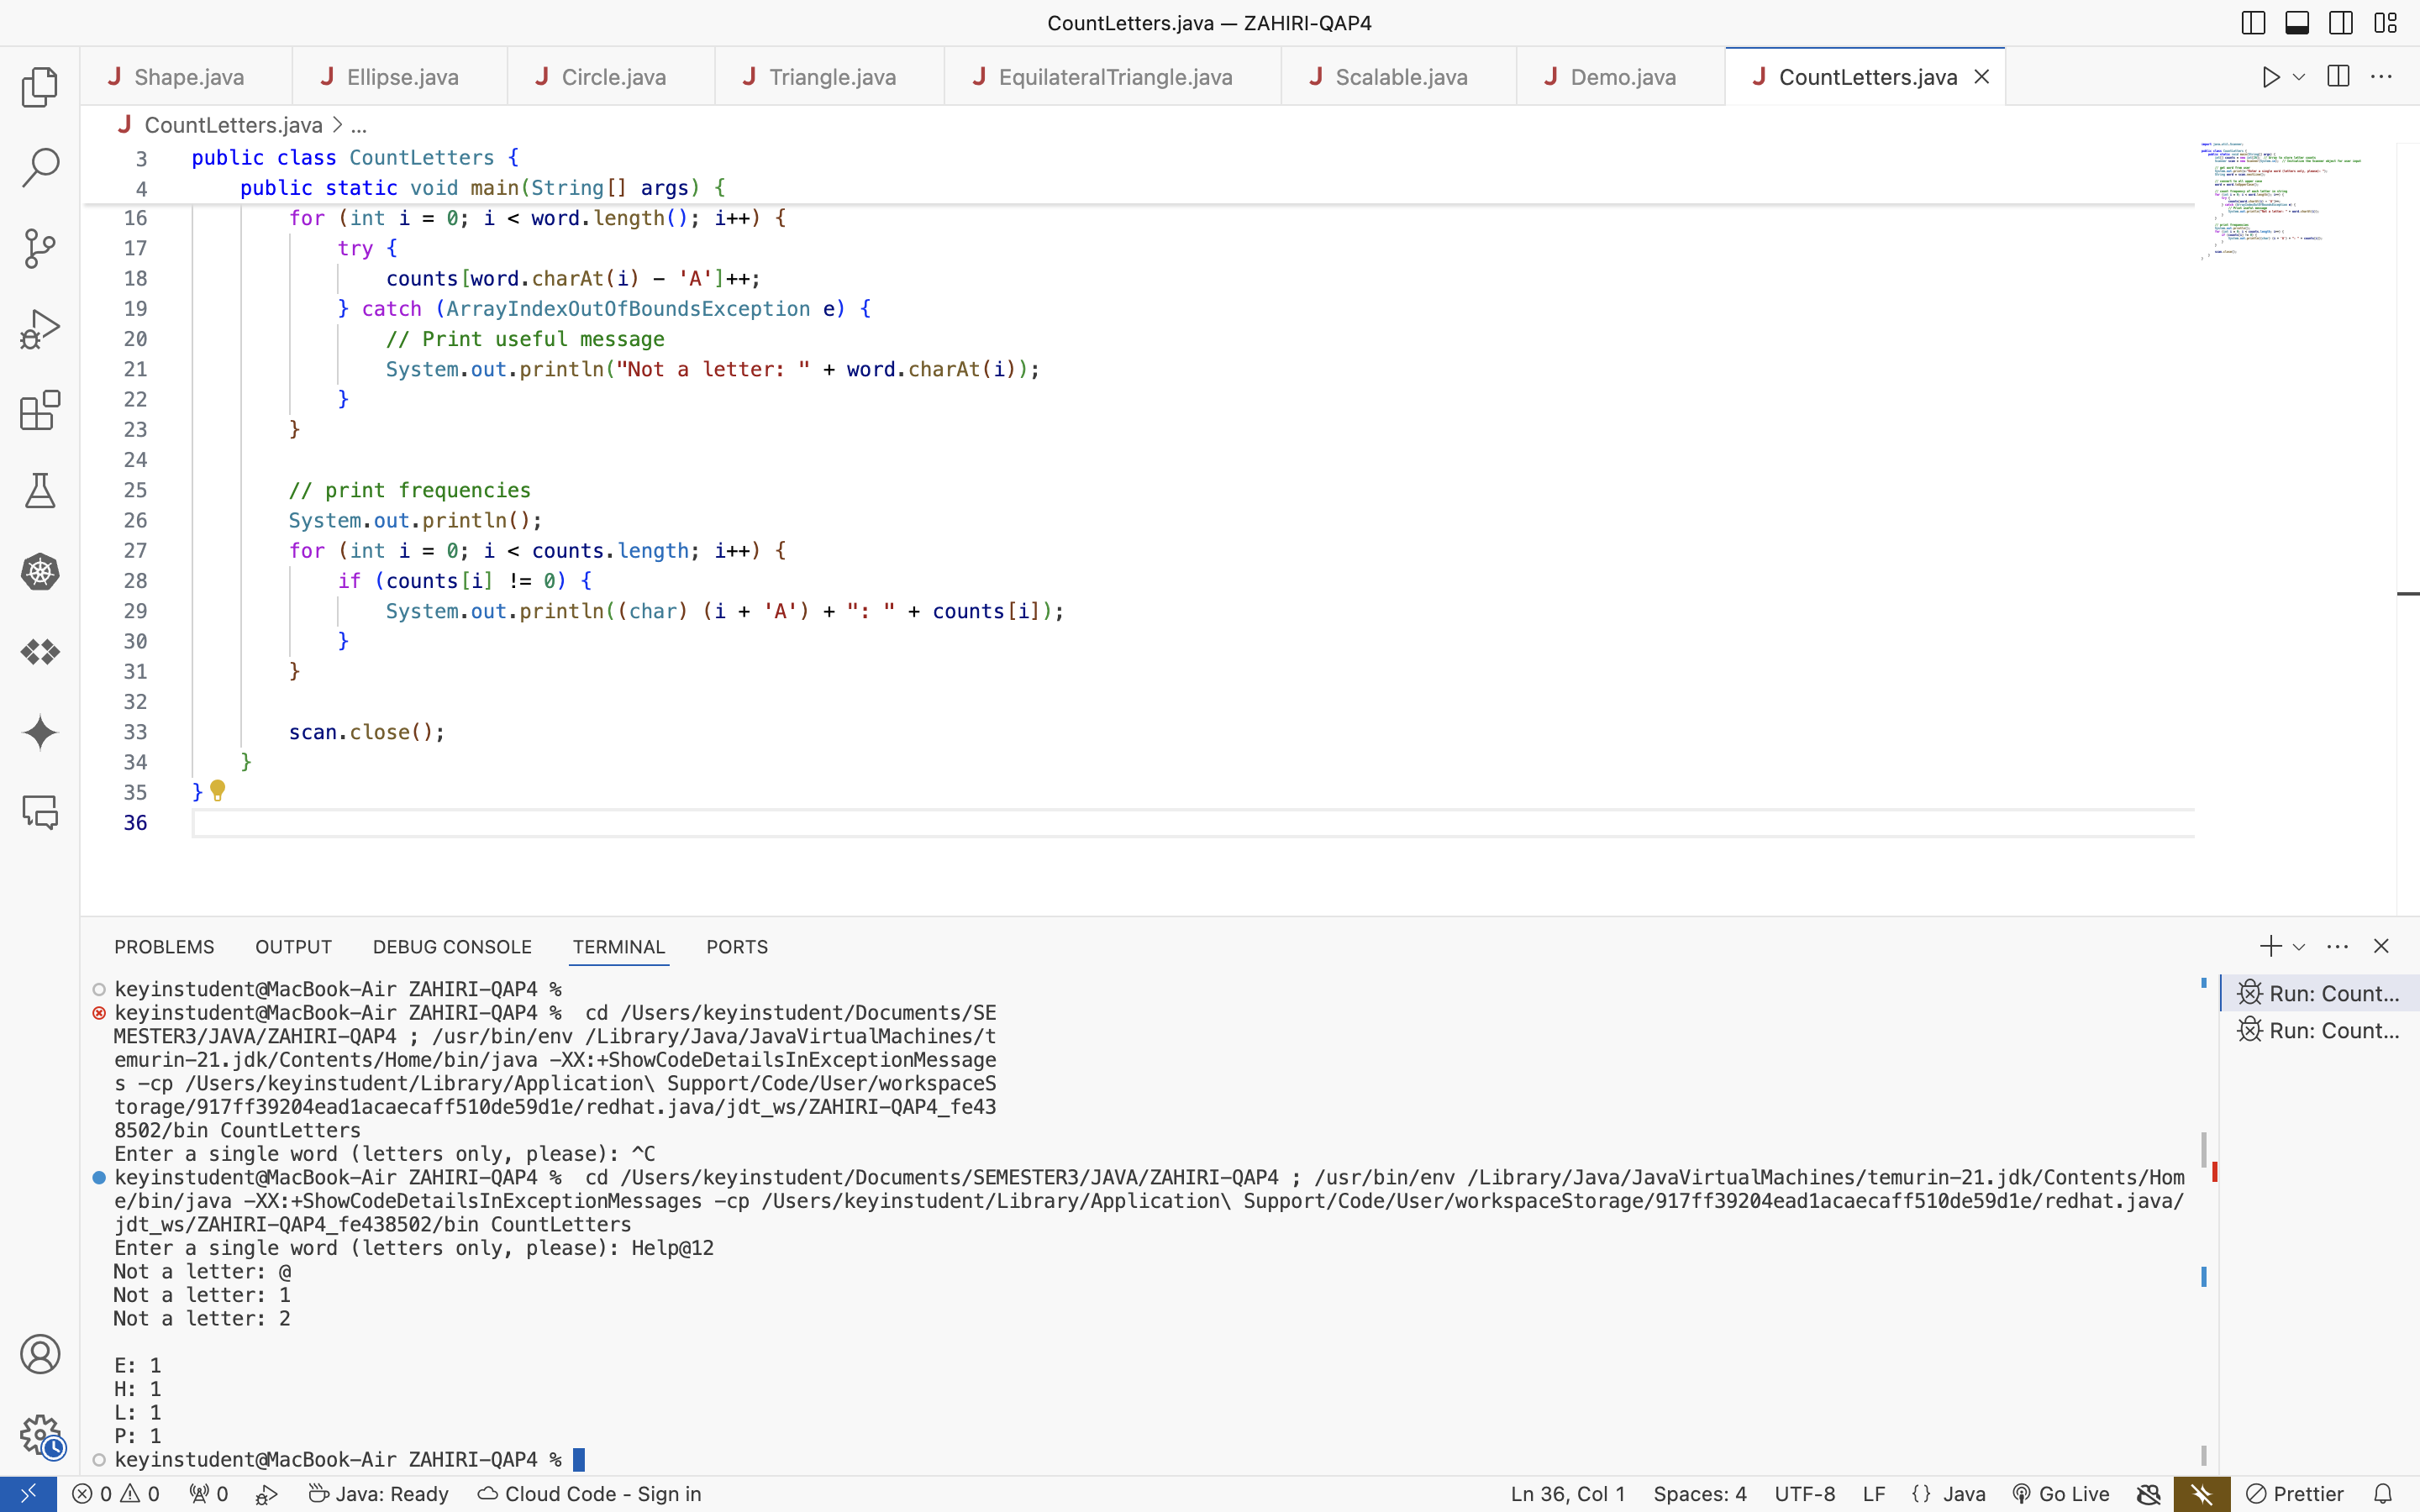 CountLetters.java — ZAHIRI-QAP4
J Shape.java J Ellipse.java J Circle.java J Triangle.java J EquilateralTriangle.java J Scalable.java J Demo.java J CountLetters.java
J CountLetters.java > ...
3 public class CountLetters {
4 public static void main(String[] args) {
16 for (int i = 0; i < word.length(); i++) {
17 try {
18 counts[word.charAt(i) - 'A']++;
19 } catch (ArrayIndexOutOfBoundsException e) {
20 // Print useful message
21 System.out.println("Not a letter: " + word.charAt(i));
22 }
23 }
24
25 // print frequencies
26 System.out.println();
27 for (int i = 0; i < counts.length; i++) {
28 if (counts[i] != 0) {
29 System.out.println((char) (i + 'A') + ": " + counts[i]);
30 }
31 }
32
33 scan.close();
34 }
35 }
36
PROBLEMS OUTPUT DEBUG CONSOLE TERMINAL PORTS
keyinstudent@MacBook-Air ZAHIRI-QAP4 %
keyinstudent@MacBook-Air ZAHIRI-QAP4 % cd /Users/keyinstudent/Documents/SE
MESTER3/JAVA/ZAHIRI-QAP4 ; /usr/bin/env /Library/Java/JavaVirtualMachines/t
emurin-21.jdk/Contents/Home/bin/java -XX:+ShowCodeDetailsInExceptionMessage
s -cp /Users/keyinstudent/Library/Application\ Support/Code/User/workspaceS
torage/917ff39204ead1acaecaff510de59d1e/redhat.java/jdt_ws/ZAHIRI-QAP4_fe43
8502/bin CountLetters
Enter a single word (letters only, please): ^C
keyinstudent@MacBook-Air ZAHIRI-QAP4 % cd /Users/keyinstudent/Documents/SEMESTER3/JAVA/ZAHIRI-QAP4 ; /usr/bin/env /Library/Java/JavaVirtualMachines/temurin-21.jdk/Contents/Hom
e/bin/java -XX:+ShowCodeDetailsInExceptionMessages -cp /Users/keyinstudent/Library/Application\ Support/Code/User/workspaceStorage/917ff39204ead1acaecaff510de59d1e/redhat.java/
jdt_ws/ZAHIRI-QAP4_fe438502/bin CountLetters
Enter a single word (letters only, please): Help@12
Not a letter: @
Not a letter: 1
Not a letter: 2
E: 1
H: 1
L: 1
P: 1
keyinstudent@MacBook-Air ZAHIRI-QAP4 %
Run: Count...
Run: Count...
0 0 0 Java: Ready Cloud Code - Sign in Ln 36, Col 1 Spaces: 4 UTF-8 LF {} Java Go Live Prettier